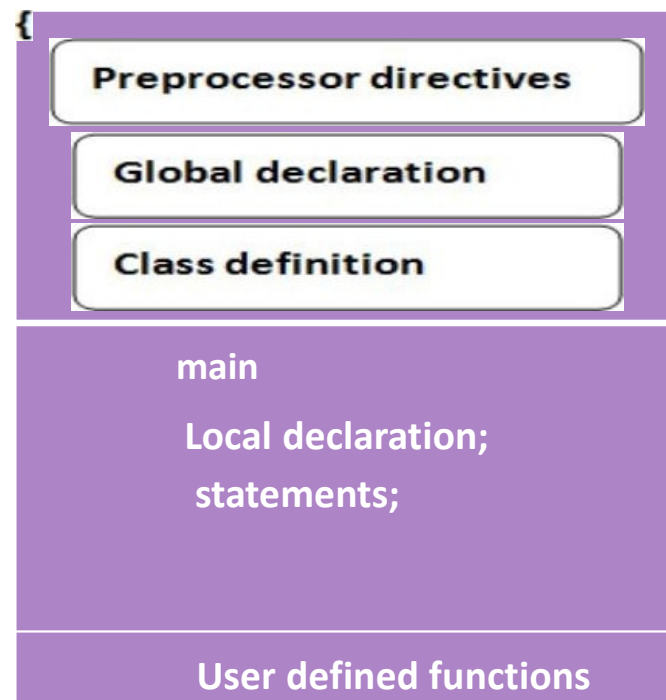 {
Preprocessor directives
Global declaration
Class definition
main
Local declaration;
statements;
User defined functions